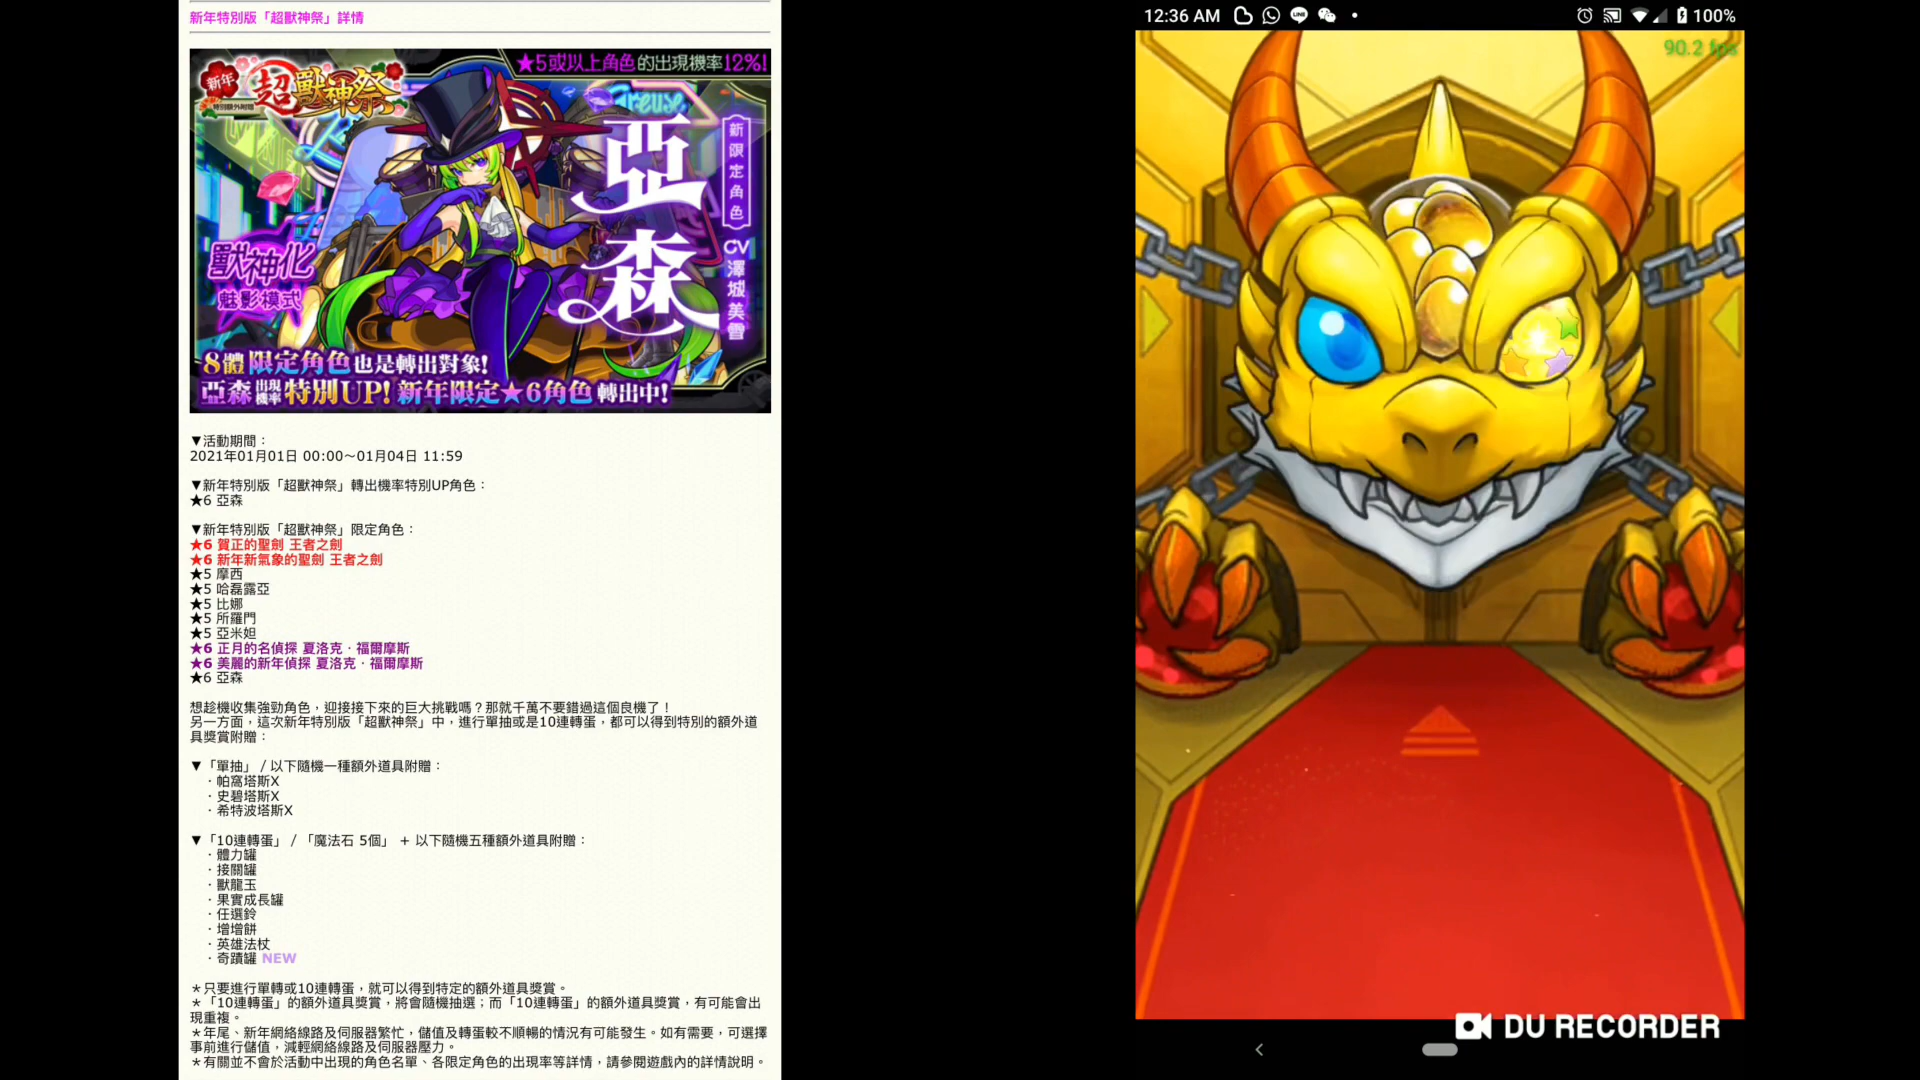 新年特別版「超獸神祭」詳情
★5或以上角色的出現機率12%!
新年
超獸神祭
特別額外附贈
Greuse
亞森
新限定角色
CV 澤城美雪
獸神化
魅影模式
8體限定角色也是轉出對象!
亞森出現機率特別UP! 新年限定★6角色轉出中!
▼活動期間：
2021年01月01日 00:00～01月04日 11:59
▼新年特別版「超獸神祭」轉出機率特別UP角色：
★6 亞森
▼新年特別版「超獸神祭」限定角色：
★6 賀正的聖劍 王者之劍
★6 新年新氣象的聖劍 王者之劍
★5 摩西
★5 哈磊露亞
★5 比娜
★5 所羅門
★5 亞米妲
★6 正月的名偵探 夏洛克．福爾摩斯
★6 美麗的新年偵探 夏洛克．福爾摩斯
★6 亞森
想趁機收集強勁角色，迎接接下來的巨大挑戰嗎？那就千萬不要錯過這個良機了！
另一方面，這次新年特別版「超獸神祭」中，進行單抽或是10連轉蛋，都可以得到特別的額外道
具獎賞附贈：
▼「單抽」 / 以下隨機一種額外道具附贈：
．帕窩塔斯X
．史碧塔斯X
．希特波塔斯X
▼「10連轉蛋」 / 「魔法石 5個」 + 以下隨機五種額外道具附贈：
．體力罐
．接關罐
．獸龍玉
．果實成長罐
．任選鈴
．增增餅
．英雄法杖
．奇蹟罐 NEW
＊只要進行單轉或10連轉蛋，就可以得到特定的額外道具獎賞。
＊「10連轉蛋」的額外道具獎賞，將會隨機抽選；而「10連轉蛋」的額外道具獎賞，有可能會出
現重複。
＊年尾、新年網絡線路及伺服器繁忙，儲值及轉蛋較不順暢的情況有可能發生。如有需要，可選擇
事前進行儲值，減輕網絡線路及伺服器壓力。
＊有關並不會於活動中出現的角色名單、各限定角色的出現率等詳情，請參閱遊戲內的詳情說明。
12:36 AM
LINE
100%
90.2 fps
DU RECORDER